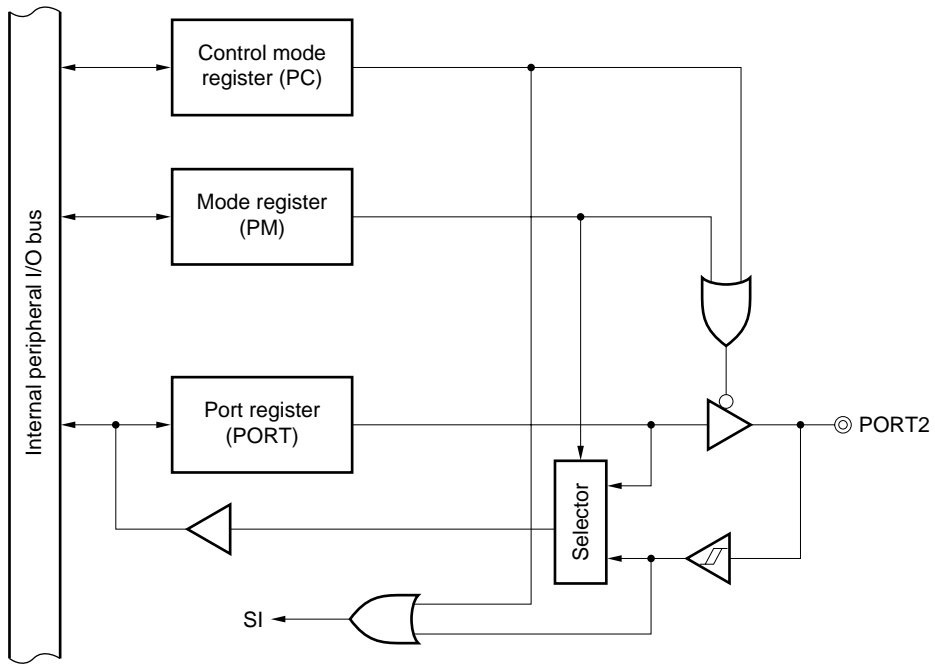 Control mode
register (PC)
Mode register
(PM)
Internal peripheral I/O bus
Port register
(PORT)
PORT2
Selector
SI